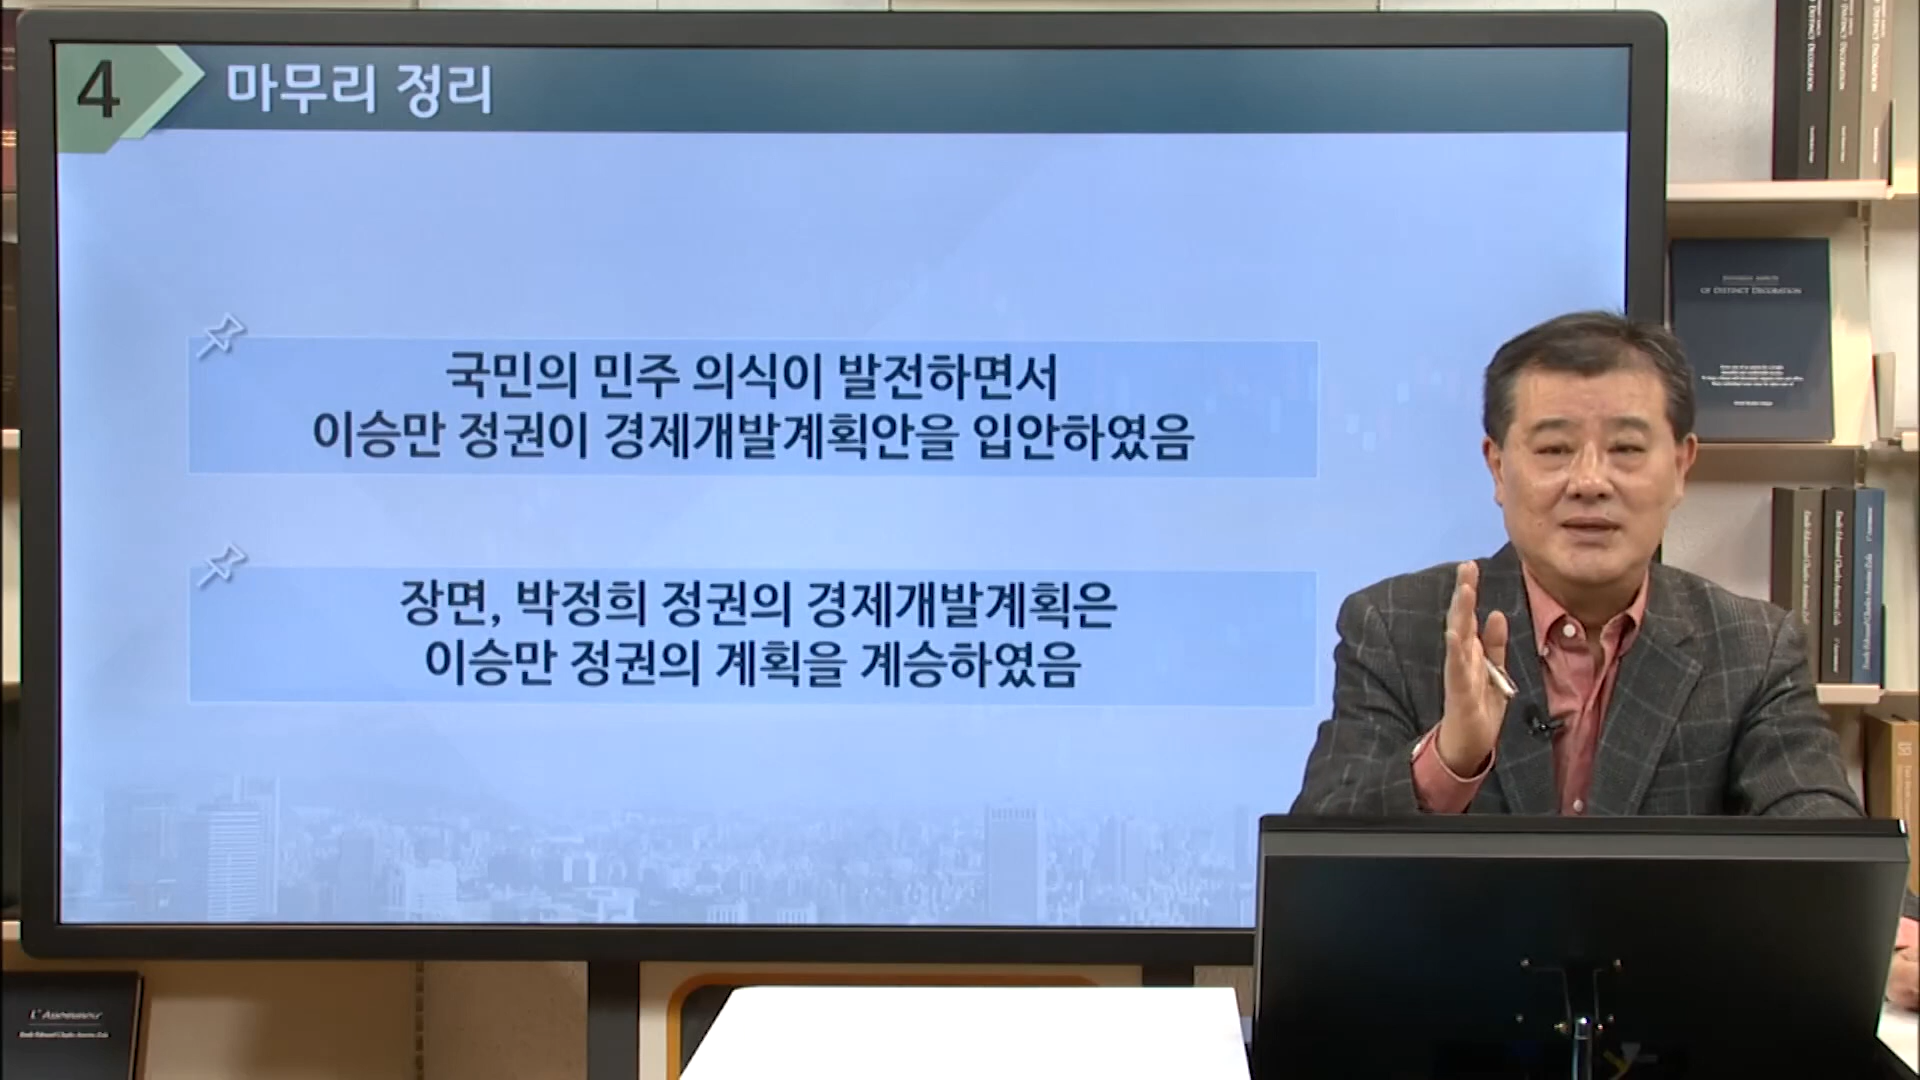 4
마무리 정리
국민의 민주 의식이 발전하면서
이승만 정권이 경제개발계획안을 입안하였음
장면, 박정희 정권의 경제개발계획은
이승만 정권의 계획을 계승하였음
OF DISTINCT DECORATION